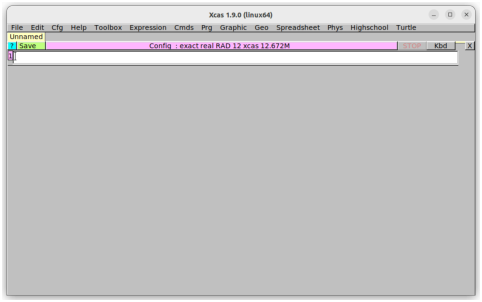 Xcas 1.9.0 (linux64)
File Edit Cfg Help Toolbox Expression Cmds Prg Graphic Geo Spreadsheet Phys Highschool Turtle
Unnamed
? Save Config : exact real RAD 12 xcas 12.672M STOP Kbd X
1